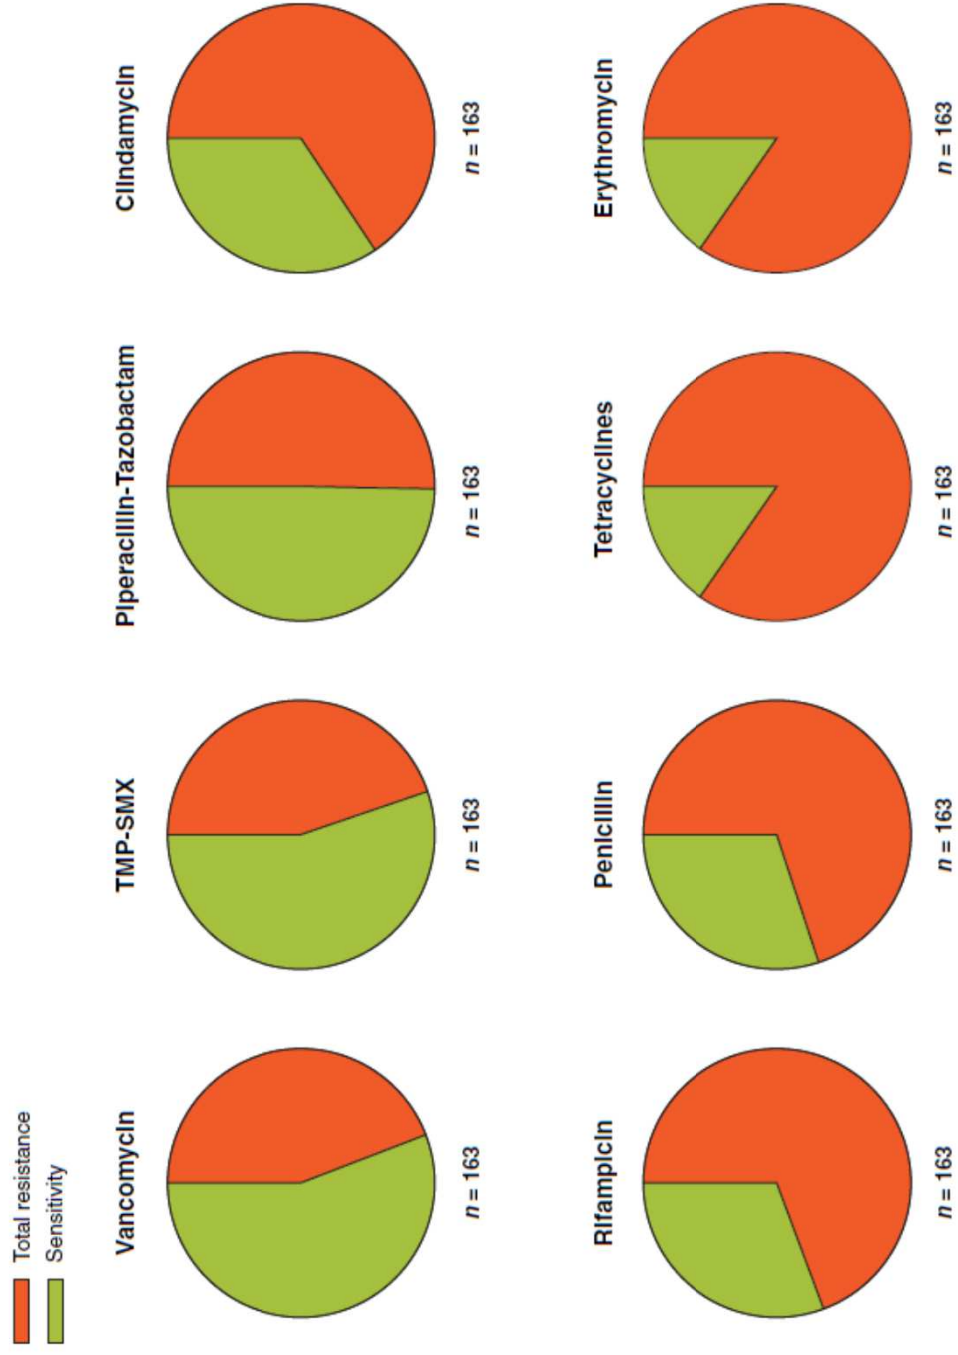 Total resistance
Sensitivity
Vancomycin
TMP-SMX
Piperacillin-Tazobactam
Clindamycin
n = 163
n = 163
n = 163
n = 163
Rifampicin
Penicillin
Tetracyclines
Erythromycin
n = 163
n = 163
n = 163
n = 163